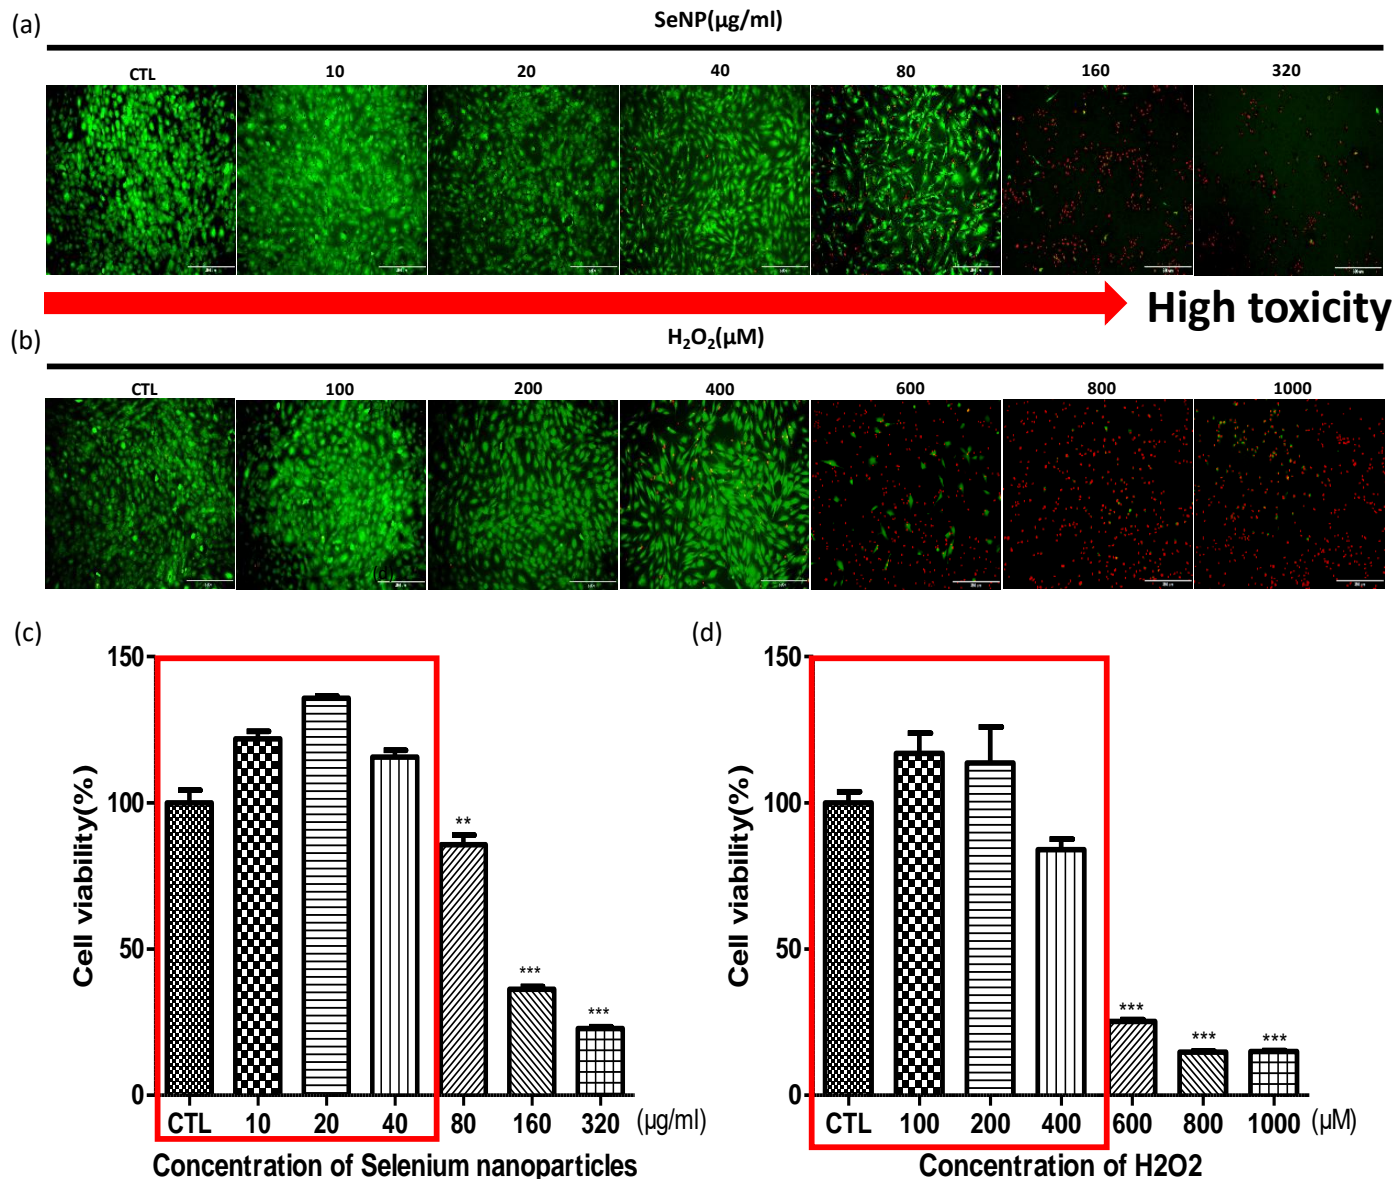 (a)
SeNP(µg/ml)
CTL 10 20 40 80 160 320
High toxicity
(b)
H₂O₂(µM)
CTL 100 200 400 600 800 1000
(c)
150
100
50
0
Cell viability(%)
**
***
***
CTL 10 20 40 80 160 320 (µg/ml)
Concentration of Selenium nanoparticles
(d)
150
100
50
0
Cell viability(%)
***
***
***
CTL 100 200 400 600 800 1000 (µM)
Concentration of H2O2